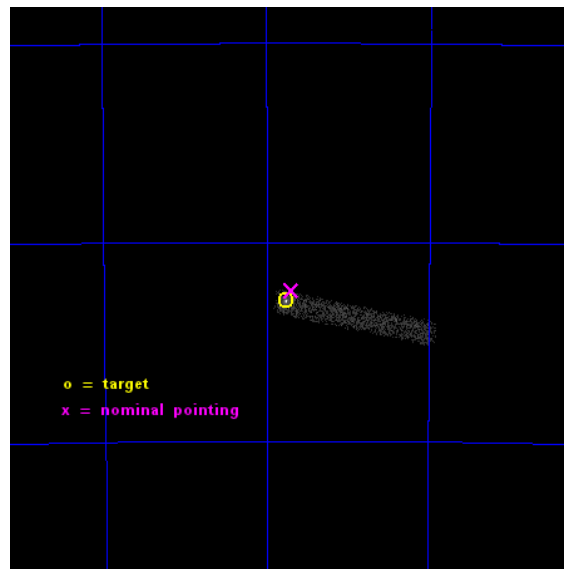 o = target
x = nominal pointing